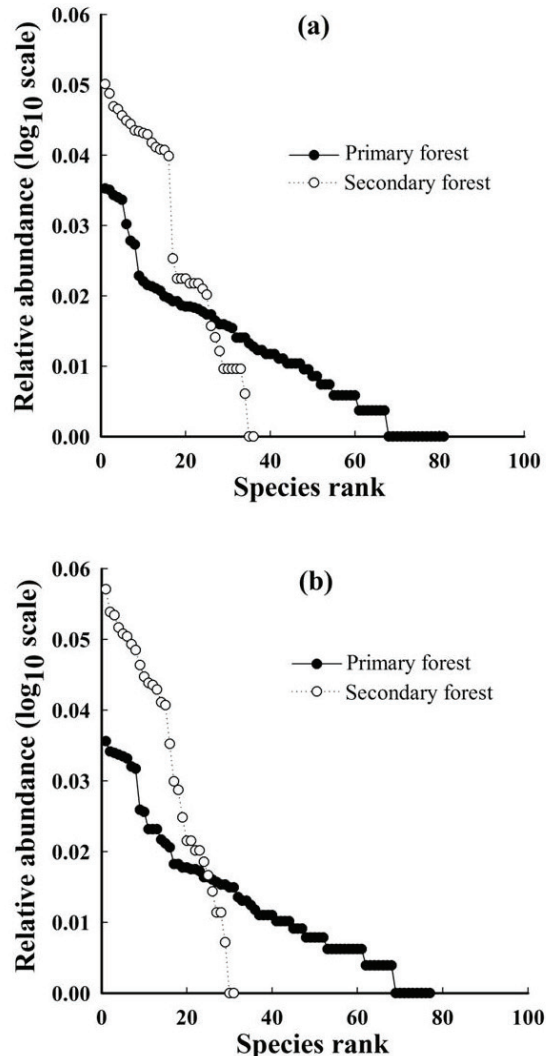 (a)
0.06
0.05
0.04
0.03
0.02
0.01
0.00
Relative abundance (log10 scale)
Primary forest
Secondary forest
0 20 40 60 80 100
Species rank
(b)
0.06
0.05
0.04
0.03
0.02
0.01
0.00
Relative abundance (log10 scale)
Primary forest
Secondary forest
0 20 40 60 80 100
Species rank